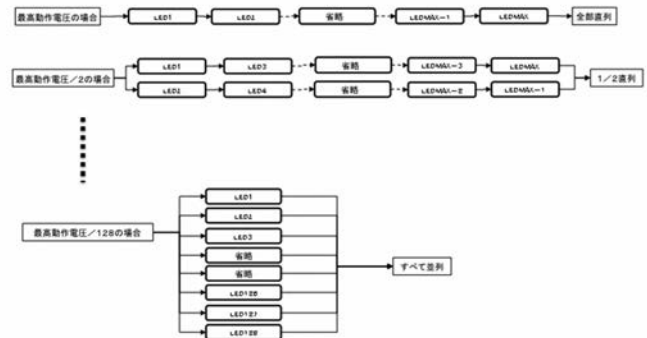 最高動作電圧の場合 LED1 LED2 省略 LEDMAX-1 LEDMAX 全部直列
最高動作電圧/2の場合
LED1 LED3 省略 LEDMAX-3 LEDMAX
LED2 LED4 省略 LEDMAX-2 LEDMAX-1
1/2直列
最高動作電圧/128の場合
LED1
LED2
LED3
省略
省略
LED126
LED127
LED128
すべて並列